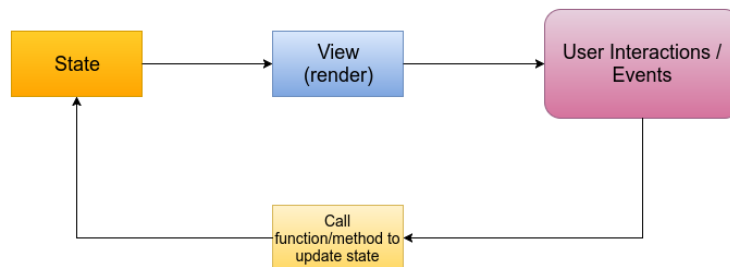 State
View
(render)
User Interactions /
Events
Call
function/method to
update state